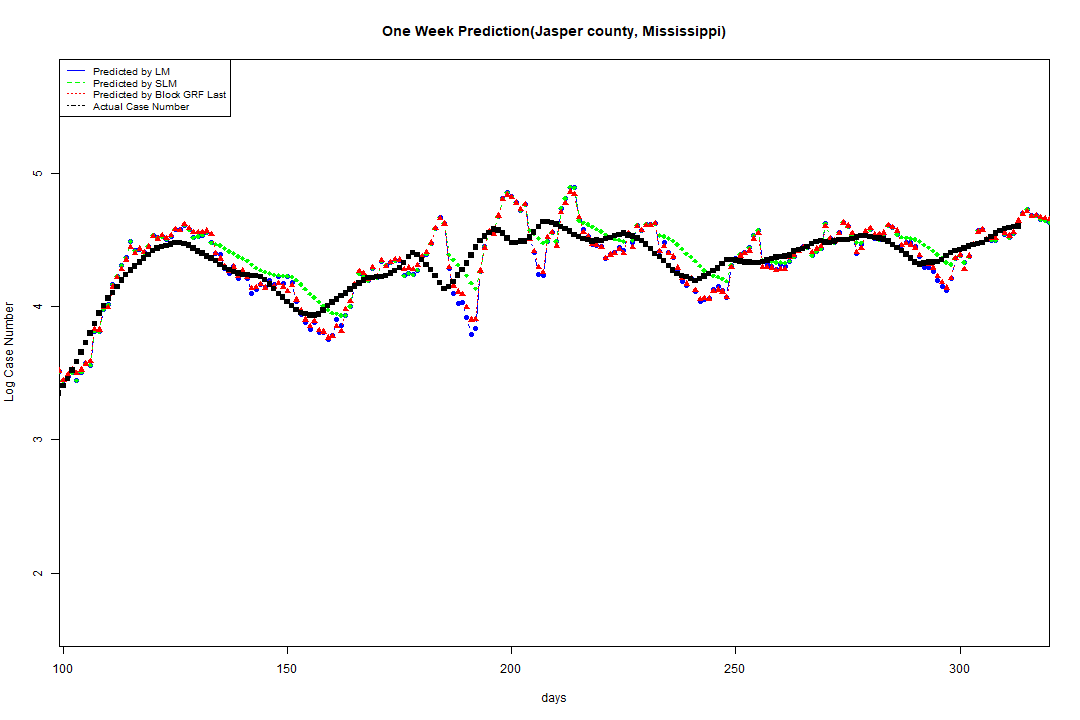 One Week Prediction(Jasper county, Mississippi)
Predicted by LM
Predicted by SLM
Predicted by Block GRF Last
Actual Case Number
5
4
3
2
Log Case Number
100 150 200 250 300
days